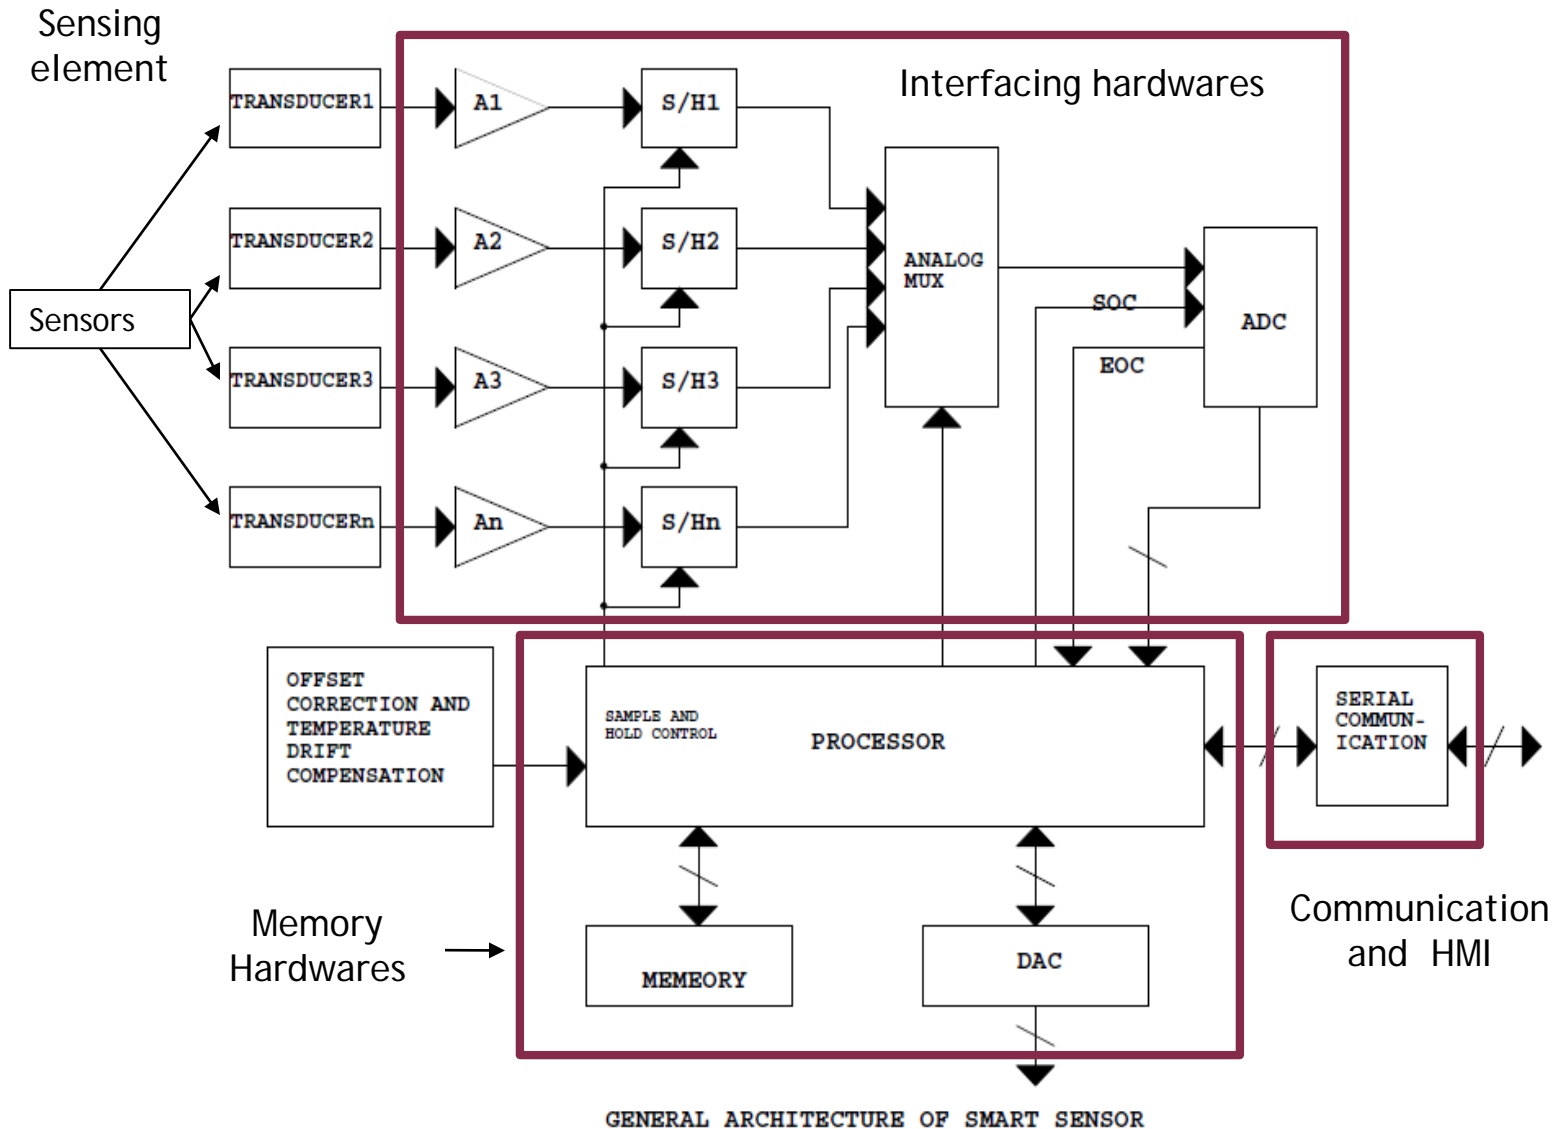 Sensing
element
Interfacing hardwares
TRANSDUCER1
A1
S/H1
TRANSDUCER2
A2
S/H2
ANALOG
MUX
SOC
ADC
EOC
Sensors
TRANSDUCER3
A3
S/H3
TRANSDUCERn
An
S/Hn
OFFSET
CORRECTION AND
TEMPERATURE
DRIFT
COMPENSATION
SAMPLE AND
HOLD CONTROL
PROCESSOR
SERIAL
COMMUN-
ICATION
Memory
Hardwares
MEMEORY
DAC
Communication
and HMI
GENERAL ARCHITECTURE OF SMART SENSOR